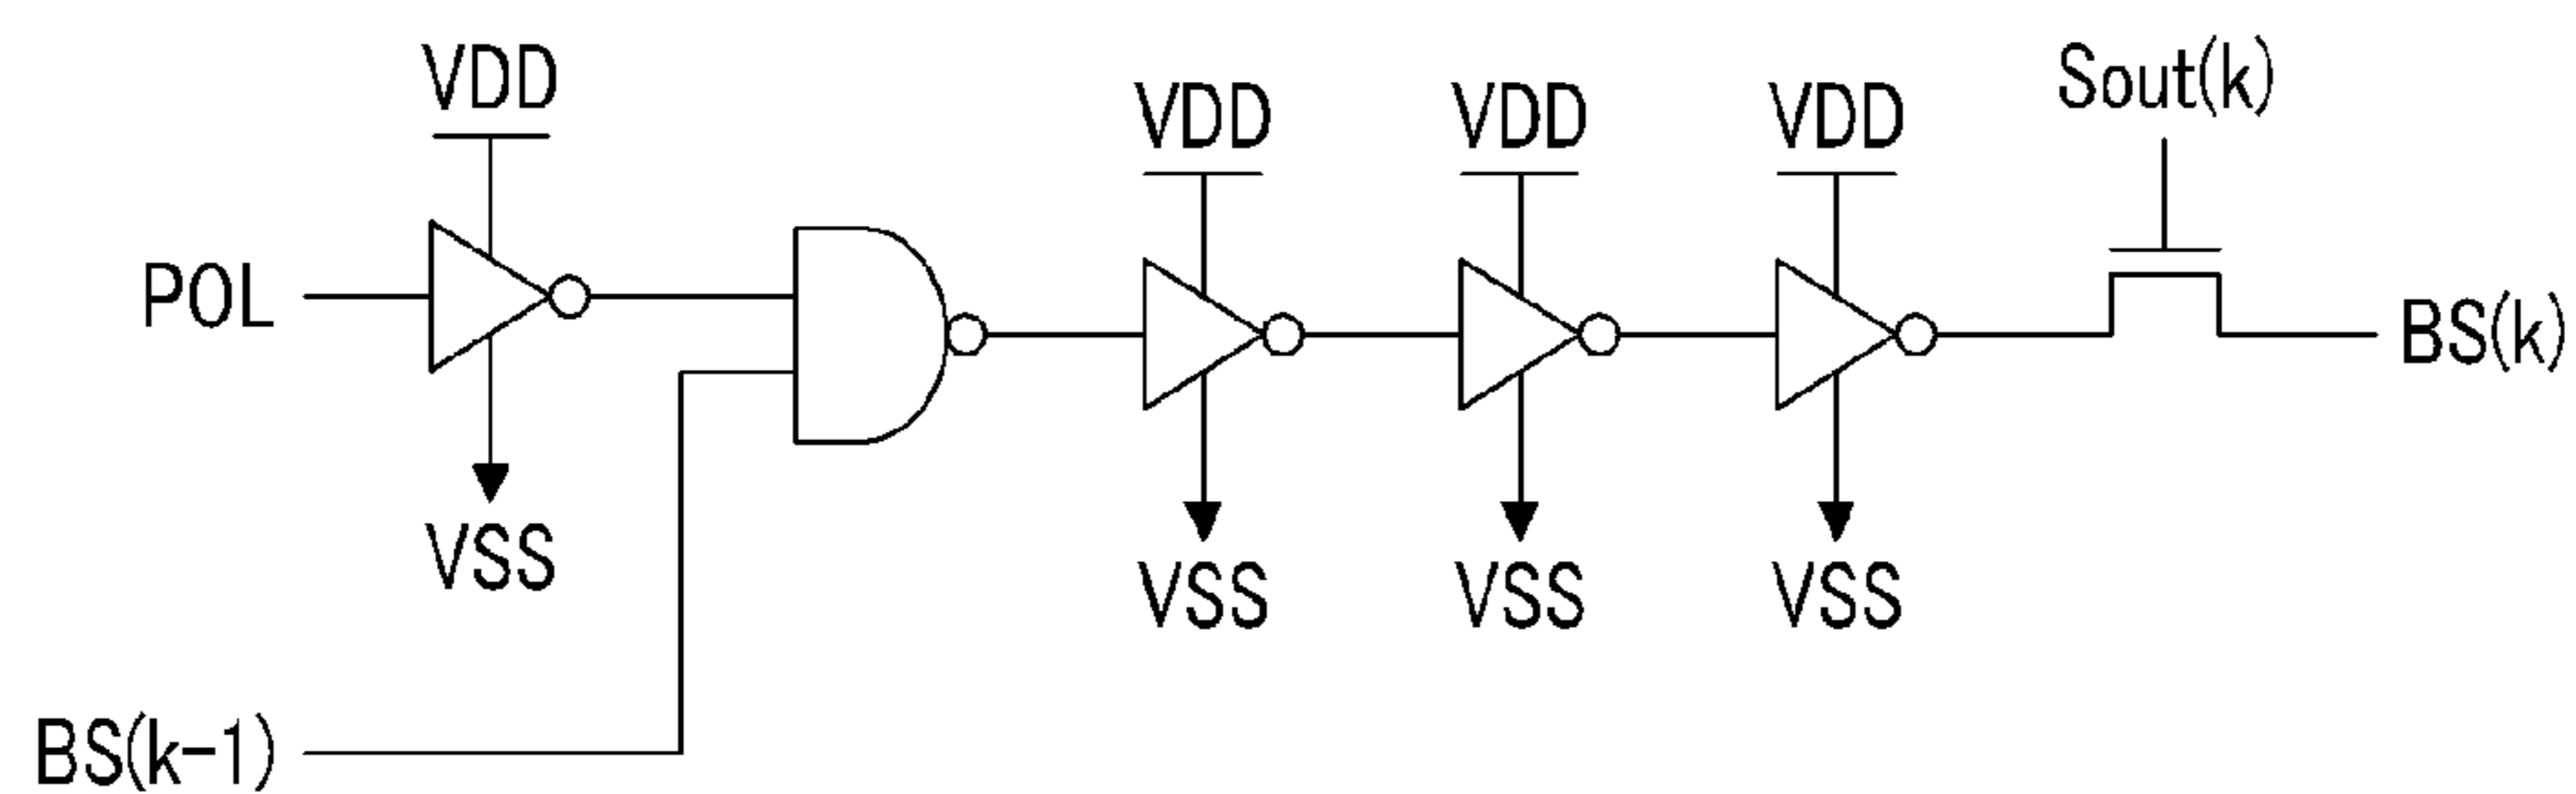 VDD
VDD
VDD
VDD
Sout(k)
POL
BS(k)
VSS
VSS
VSS
VSS
BS(k-1)